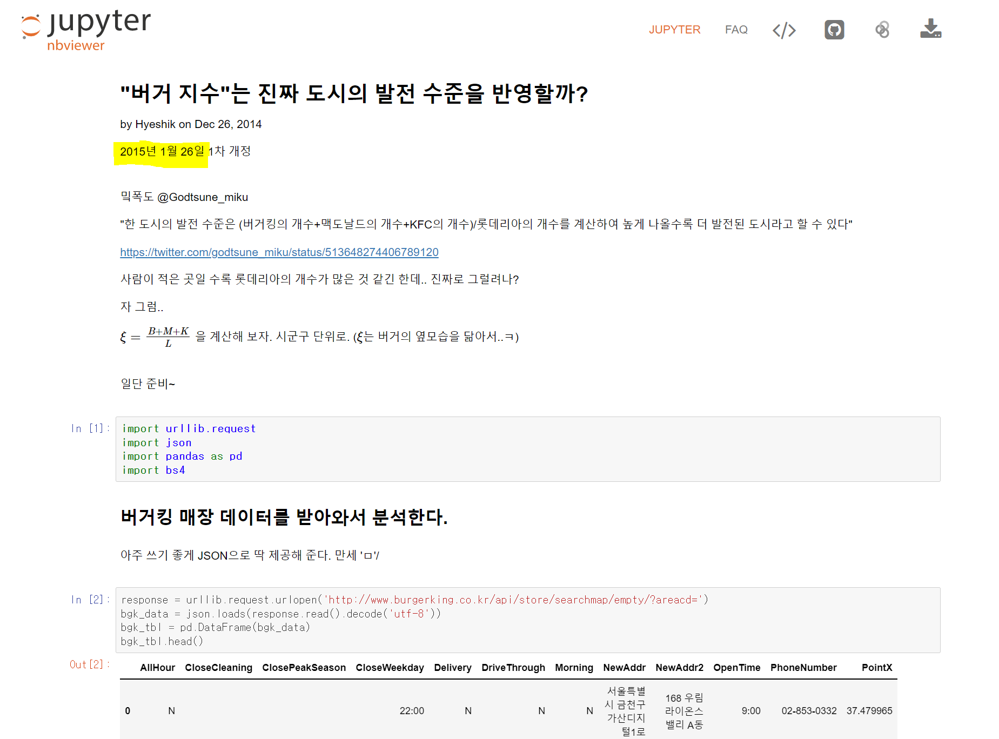 jupyter
nbviewer
JUPYTER FAQ </>
"버거 지수"는 진짜 도시의 발전 수준을 반영할까?
by Hyeshik on Dec 26, 2014
2015년 1월 26일 1차 개정
밐폭도 @Godtsune_miku
"한 도시의 발전 수준은 (버거킹의 개수+맥도날드의 개수+KFC의 개수)/롯데리아의 개수를 계산하여 높게 나올수록 더 발전된 도시라고 할 수 있다"
https://twitter.com/godtsune_miku/status/513648274406789120
사람이 적은 곳일 수록 롯데리아의 개수가 많은 것 같긴 한데.. 진짜로 그럴려나?
자 그럼..
ξ = (B+M+K)/L 을 계산해 보자. 시군구 단위로. (ξ는 버거의 옆모습을 닮아서..ㅋ)
일단 준비~
In [1]:
import urllib.request
import json
import pandas as pd
import bs4
버거킹 매장 데이터를 받아와서 분석한다.
아주 쓰기 좋게 JSON으로 딱 제공해 준다. 만세 'ㅁ'/
In [2]:
response = urllib.request.urlopen('http://www.burgerking.co.kr/api/store/searchmap/empty/?areacd=')
bgk_data = json.loads(response.read().decode('utf-8'))
bgk_tbl = pd.DataFrame(bgk_data)
bgk_tbl.head()
Out[2]:
AllHour CloseCleaning ClosePeakSeason CloseWeekday Delivery DriveThrough Morning NewAddr NewAddr2 OpenTime PhoneNumber PointX
0 N 22:00 N N N 서울특별시 금천구 가산디지털1로 168 우림라이온스밸리 A동 9:00 02-853-0332 37.479965